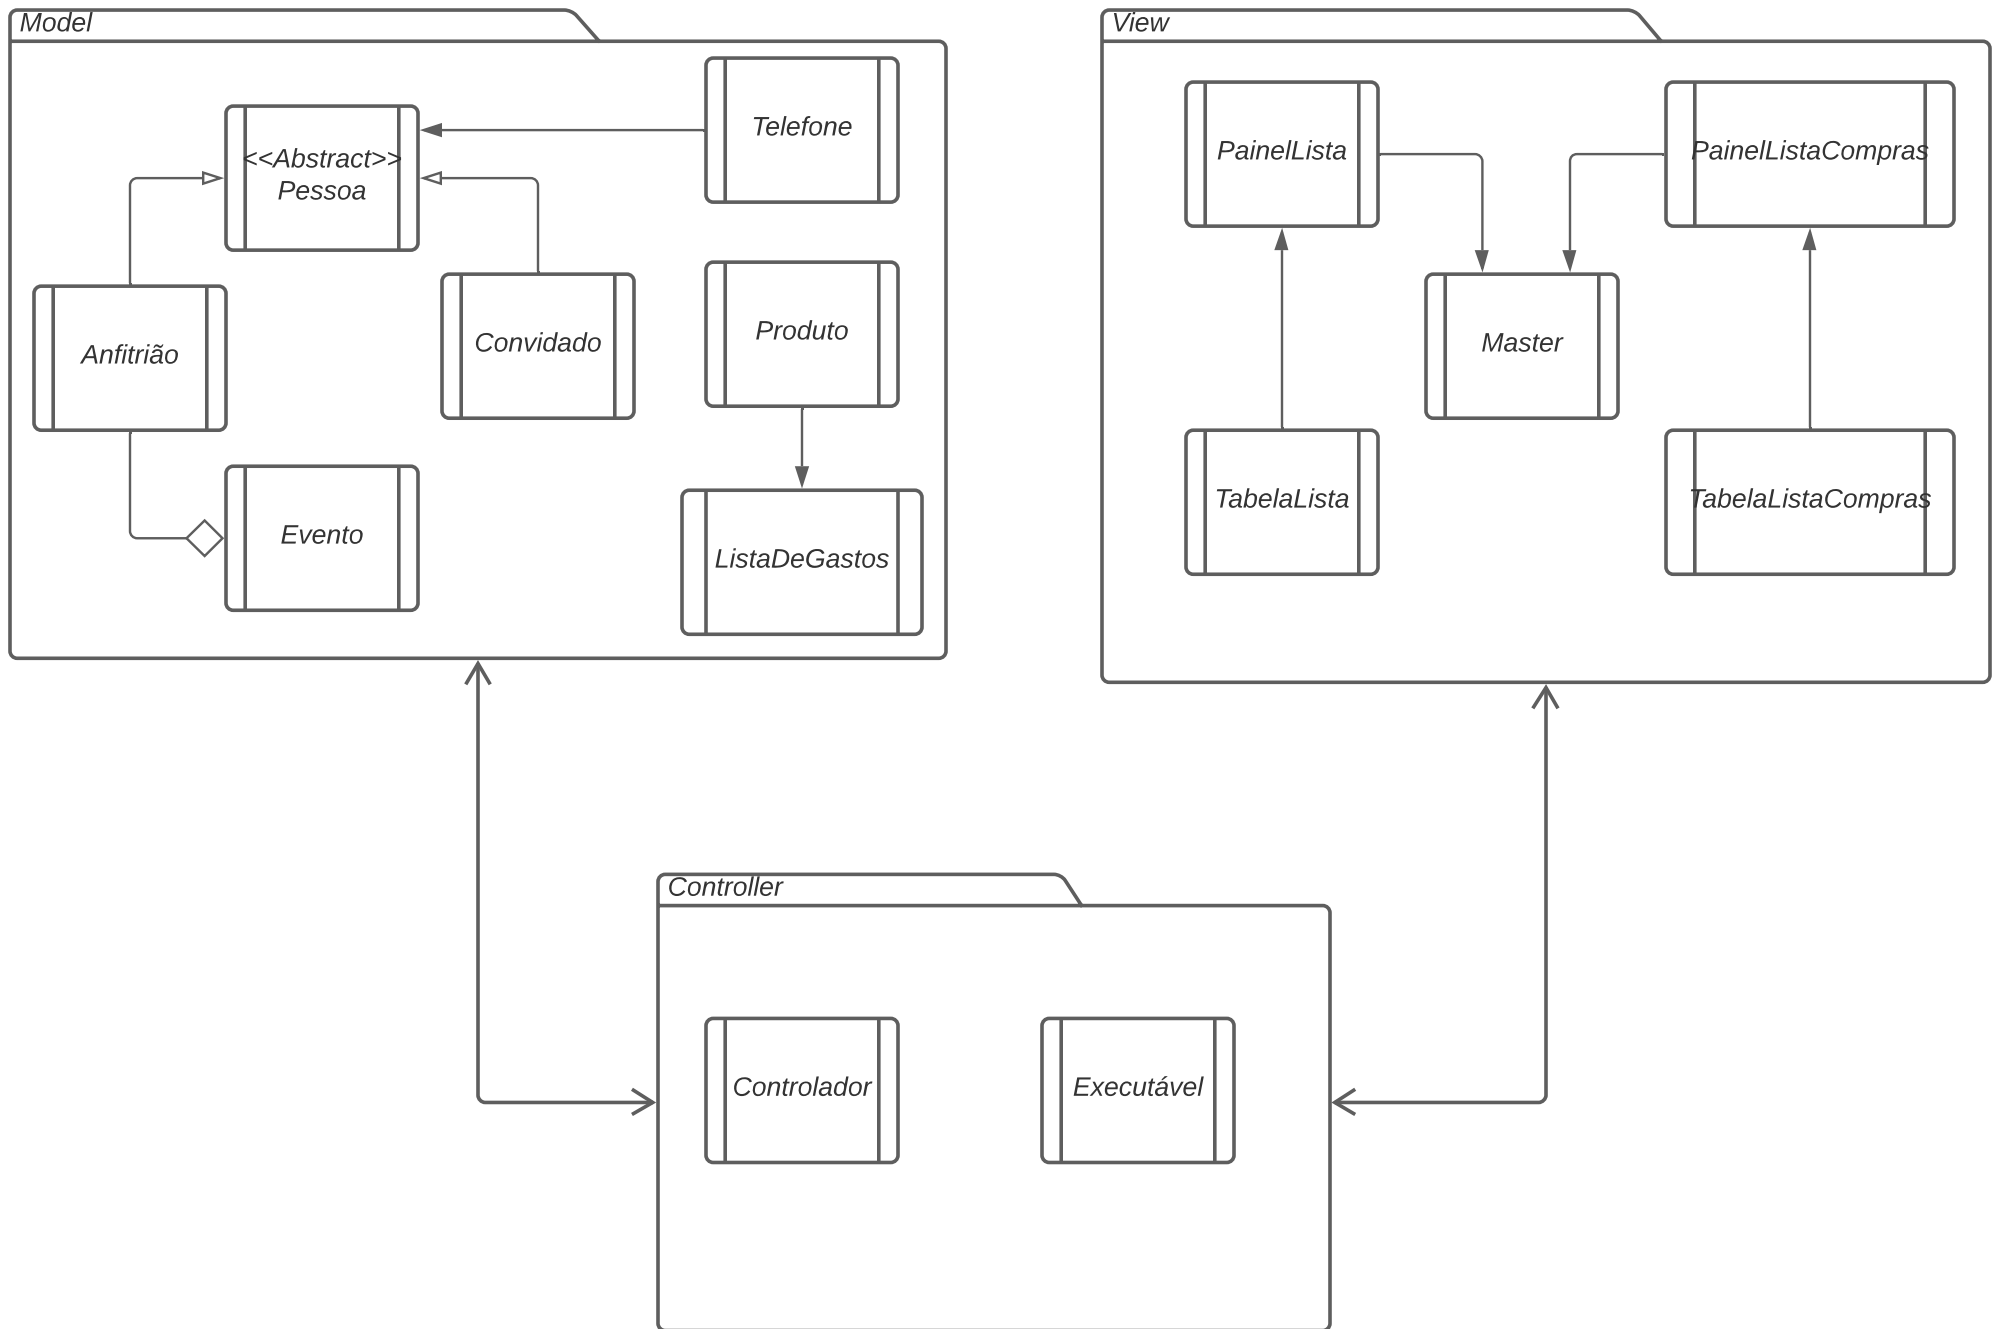 Model
Telefone
<<Abstract>>
Pessoa
Anfitrião
Convidado
Produto
Evento
ListaDeGastos
View
PainelLista
PainelListaCompras
Master
TabelaLista
TabelaListaCompras
Controller
Controlador
Executável